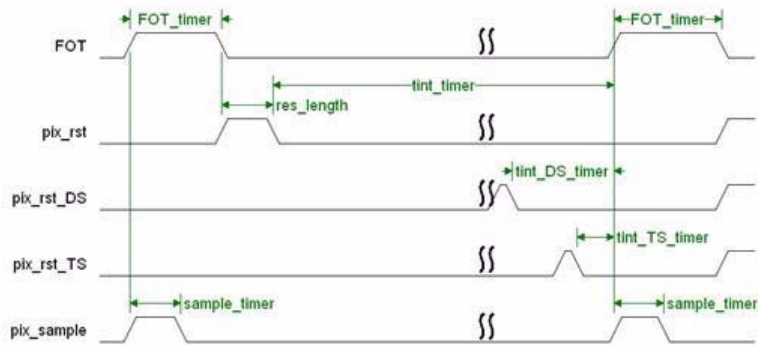 FOT_timer
FOT_timer
FOT
tint_timer
res_length
pix_rst
tint_DS_timer
pix_rst_DS
tint_TS_timer
pix_rst_TS
sample_timer
sample_timer
pix_sample